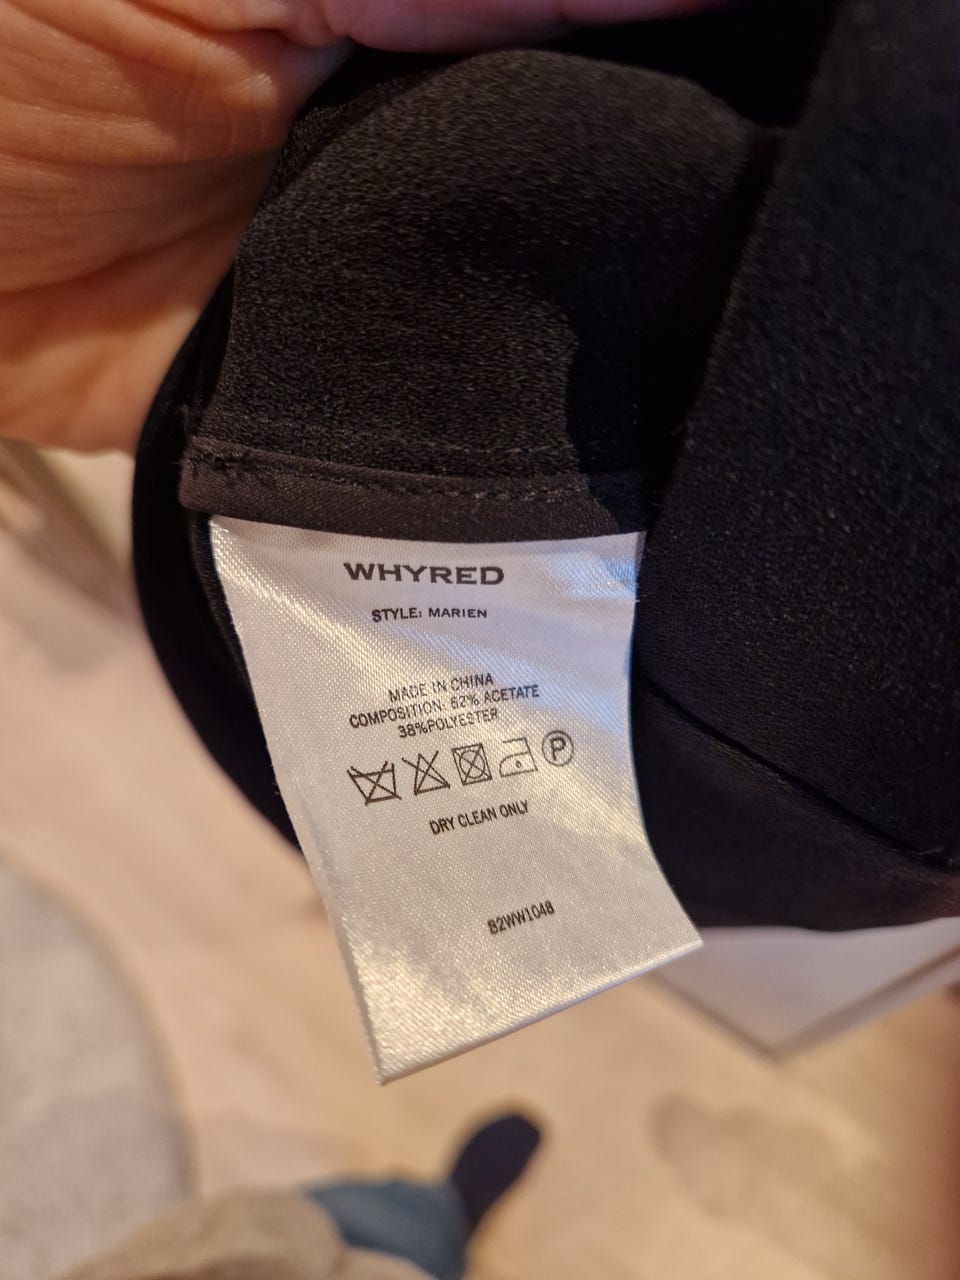 WHYRED
STYLE: MARIEN
MADE IN CHINA
COMPOSITION: 62% ACETATE
38%POLYESTER
P
DRY CLEAN ONLY
B2WW1048